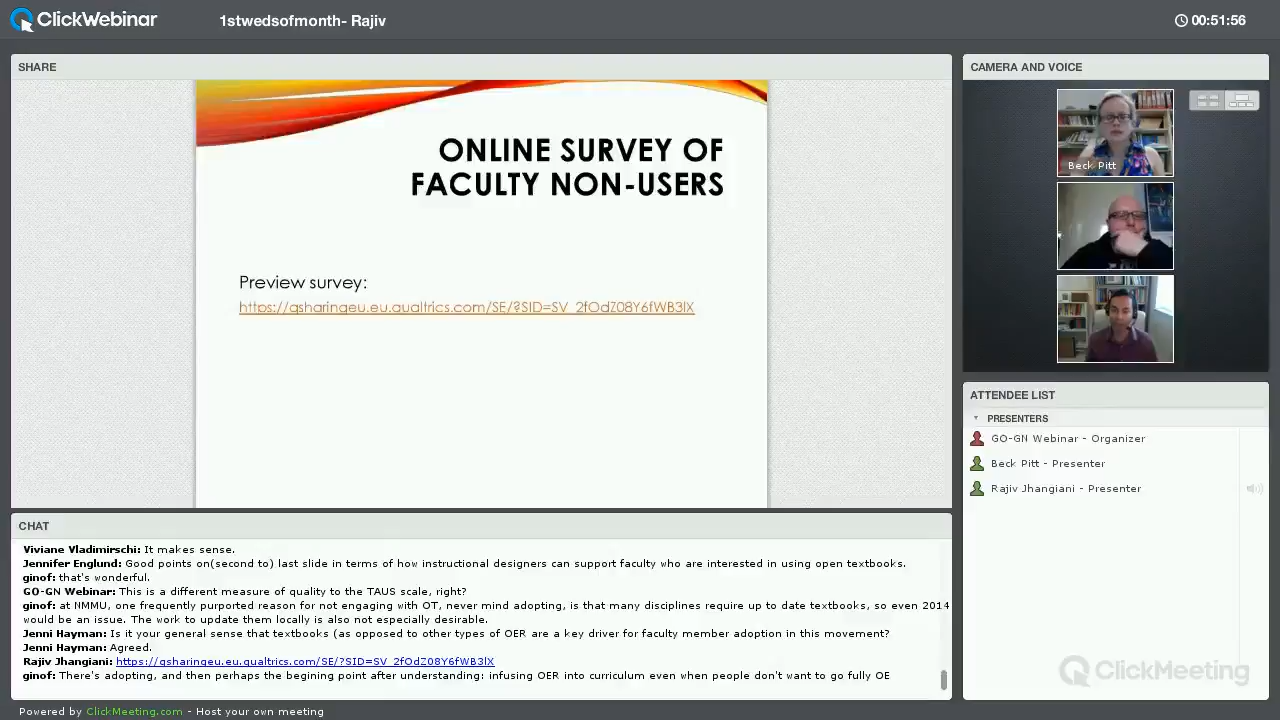 ClickWebinar
1stwedsofmonth- Rajiv
00:51:56
SHARE
ONLINE SURVEY OF
FACULTY NON-USERS
Preview survey:
https://qsharingeu.eu.qualtrics.com/SE/?SID=SV_2fOdZ08Y6fWB3lX
CAMERA AND VOICE
Beck Pitt
ATTENDEE LIST
PRESENTERS
GO-GN Webinar - Organizer
Beck Pitt - Presenter
Rajiv Jhangiani - Presenter
CHAT
Viviane Vladimirschi: It makes sense.
Jennifer Englund: Good points on(second to) last slide in terms of how instructional designers can support faculty who are interested in using open textbooks.
ginof: that's wonderful.
GO-GN Webinar: This is a different measure of quality to the TAUS scale, right?
ginof: at NMMU, one frequently purported reason for not engaging with OT, never mind adopting, is that many disciplines require up to date textbooks, so even 2014
would be an issue. The work to update them locally is also not especially desirable.
Jenni Hayman: Is it your general sense that textbooks (as opposed to other types of OER are a key driver for faculty member adoption in this movement?
Jenni Hayman: Agreed.
Rajiv Jhangiani: https://qsharingeu.eu.qualtrics.com/SE/?SID=SV_2fOdZ08Y6fWB3lX
ginof: There's adopting, and then perhaps the begining point after understanding: infusing OER into curriculum even when people don't want to go fully OE
ClickMeeting
Powered by ClickMeeting.com - Host your own meeting